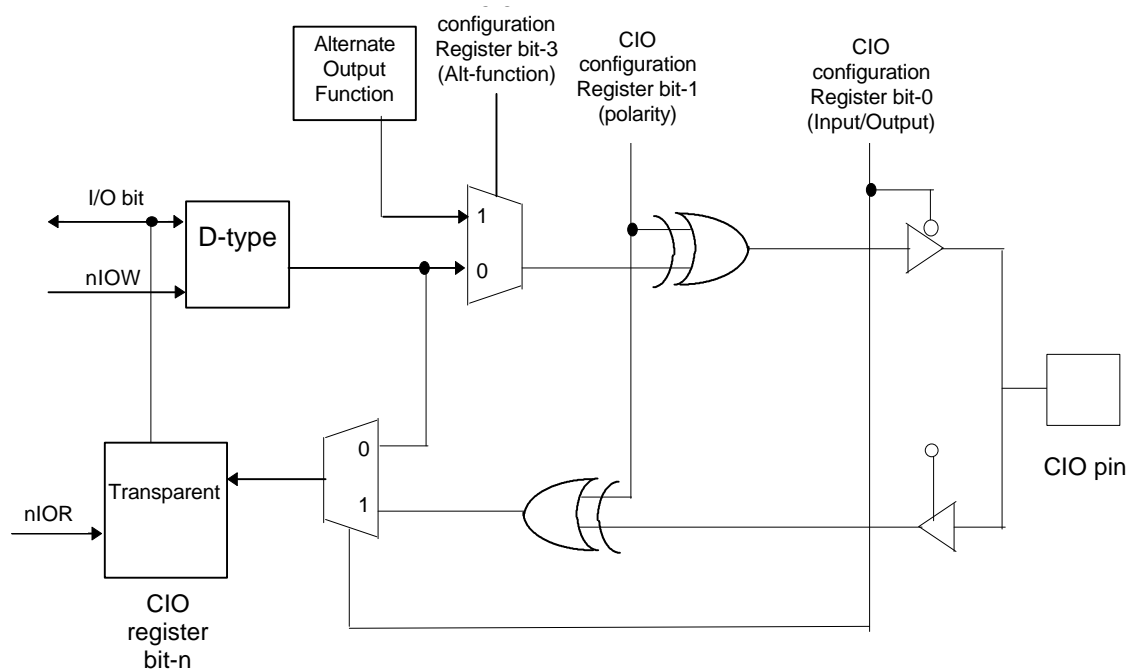 configuration
Register bit-3
(Alt-function)
Alternate
Output
Function
CIO
configuration
Register bit-1
(polarity)
CIO
configuration
Register bit-0
(Input/Output)
I/O bit
D-type
nIOW
1
0
0
1
Transparent
nIOR
CIO
register
bit-n
CIO pin